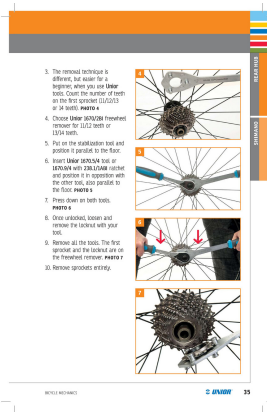 REAR HUB
SHIMANO
3. The removal technique is
different, but easier for a
beginner, when you use Unior
tools. Count the number of teeth
on the first sprocket (11/12/13
or 14 teeth). PHOTO 4
4. Choose Unior 1670/2BI freewheel
remover for 11/12 teeth or
13/14 teeth.
5. Put on the stabilization tool and
position it parallel to the floor.
6. Insert Unior 1670.5/4 tool or
1670.9/4 with 238.1/1ABI ratchet
and position it in opposition with
the other tool, also parallel to
the floor. PHOTO 5
7. Press down on both tools.
PHOTO 6
8. Once unlocked, loosen and
remove the locknut with your
tool.
9. Remove all the tools. The first
sprocket and the locknut are on
the freewheel remover. PHOTO 7
10. Remove sprockets entirely.
4
5
6
7
BICYCLE MECHANICS
UNIOR
35